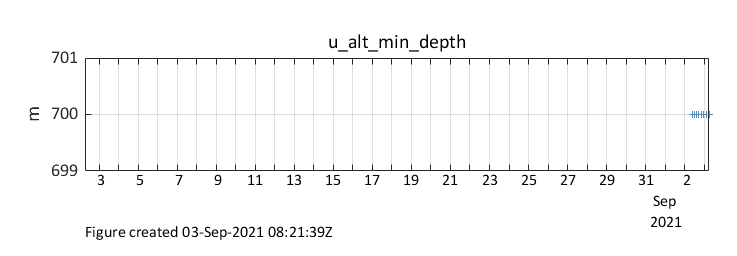 u_alt_min_depth
701
700
699
m
3 5 7 9 11 13 15 17 19 21 23 25 27 29 31 2
Sep
2021
Figure created 03-Sep-2021 08:21:39Z